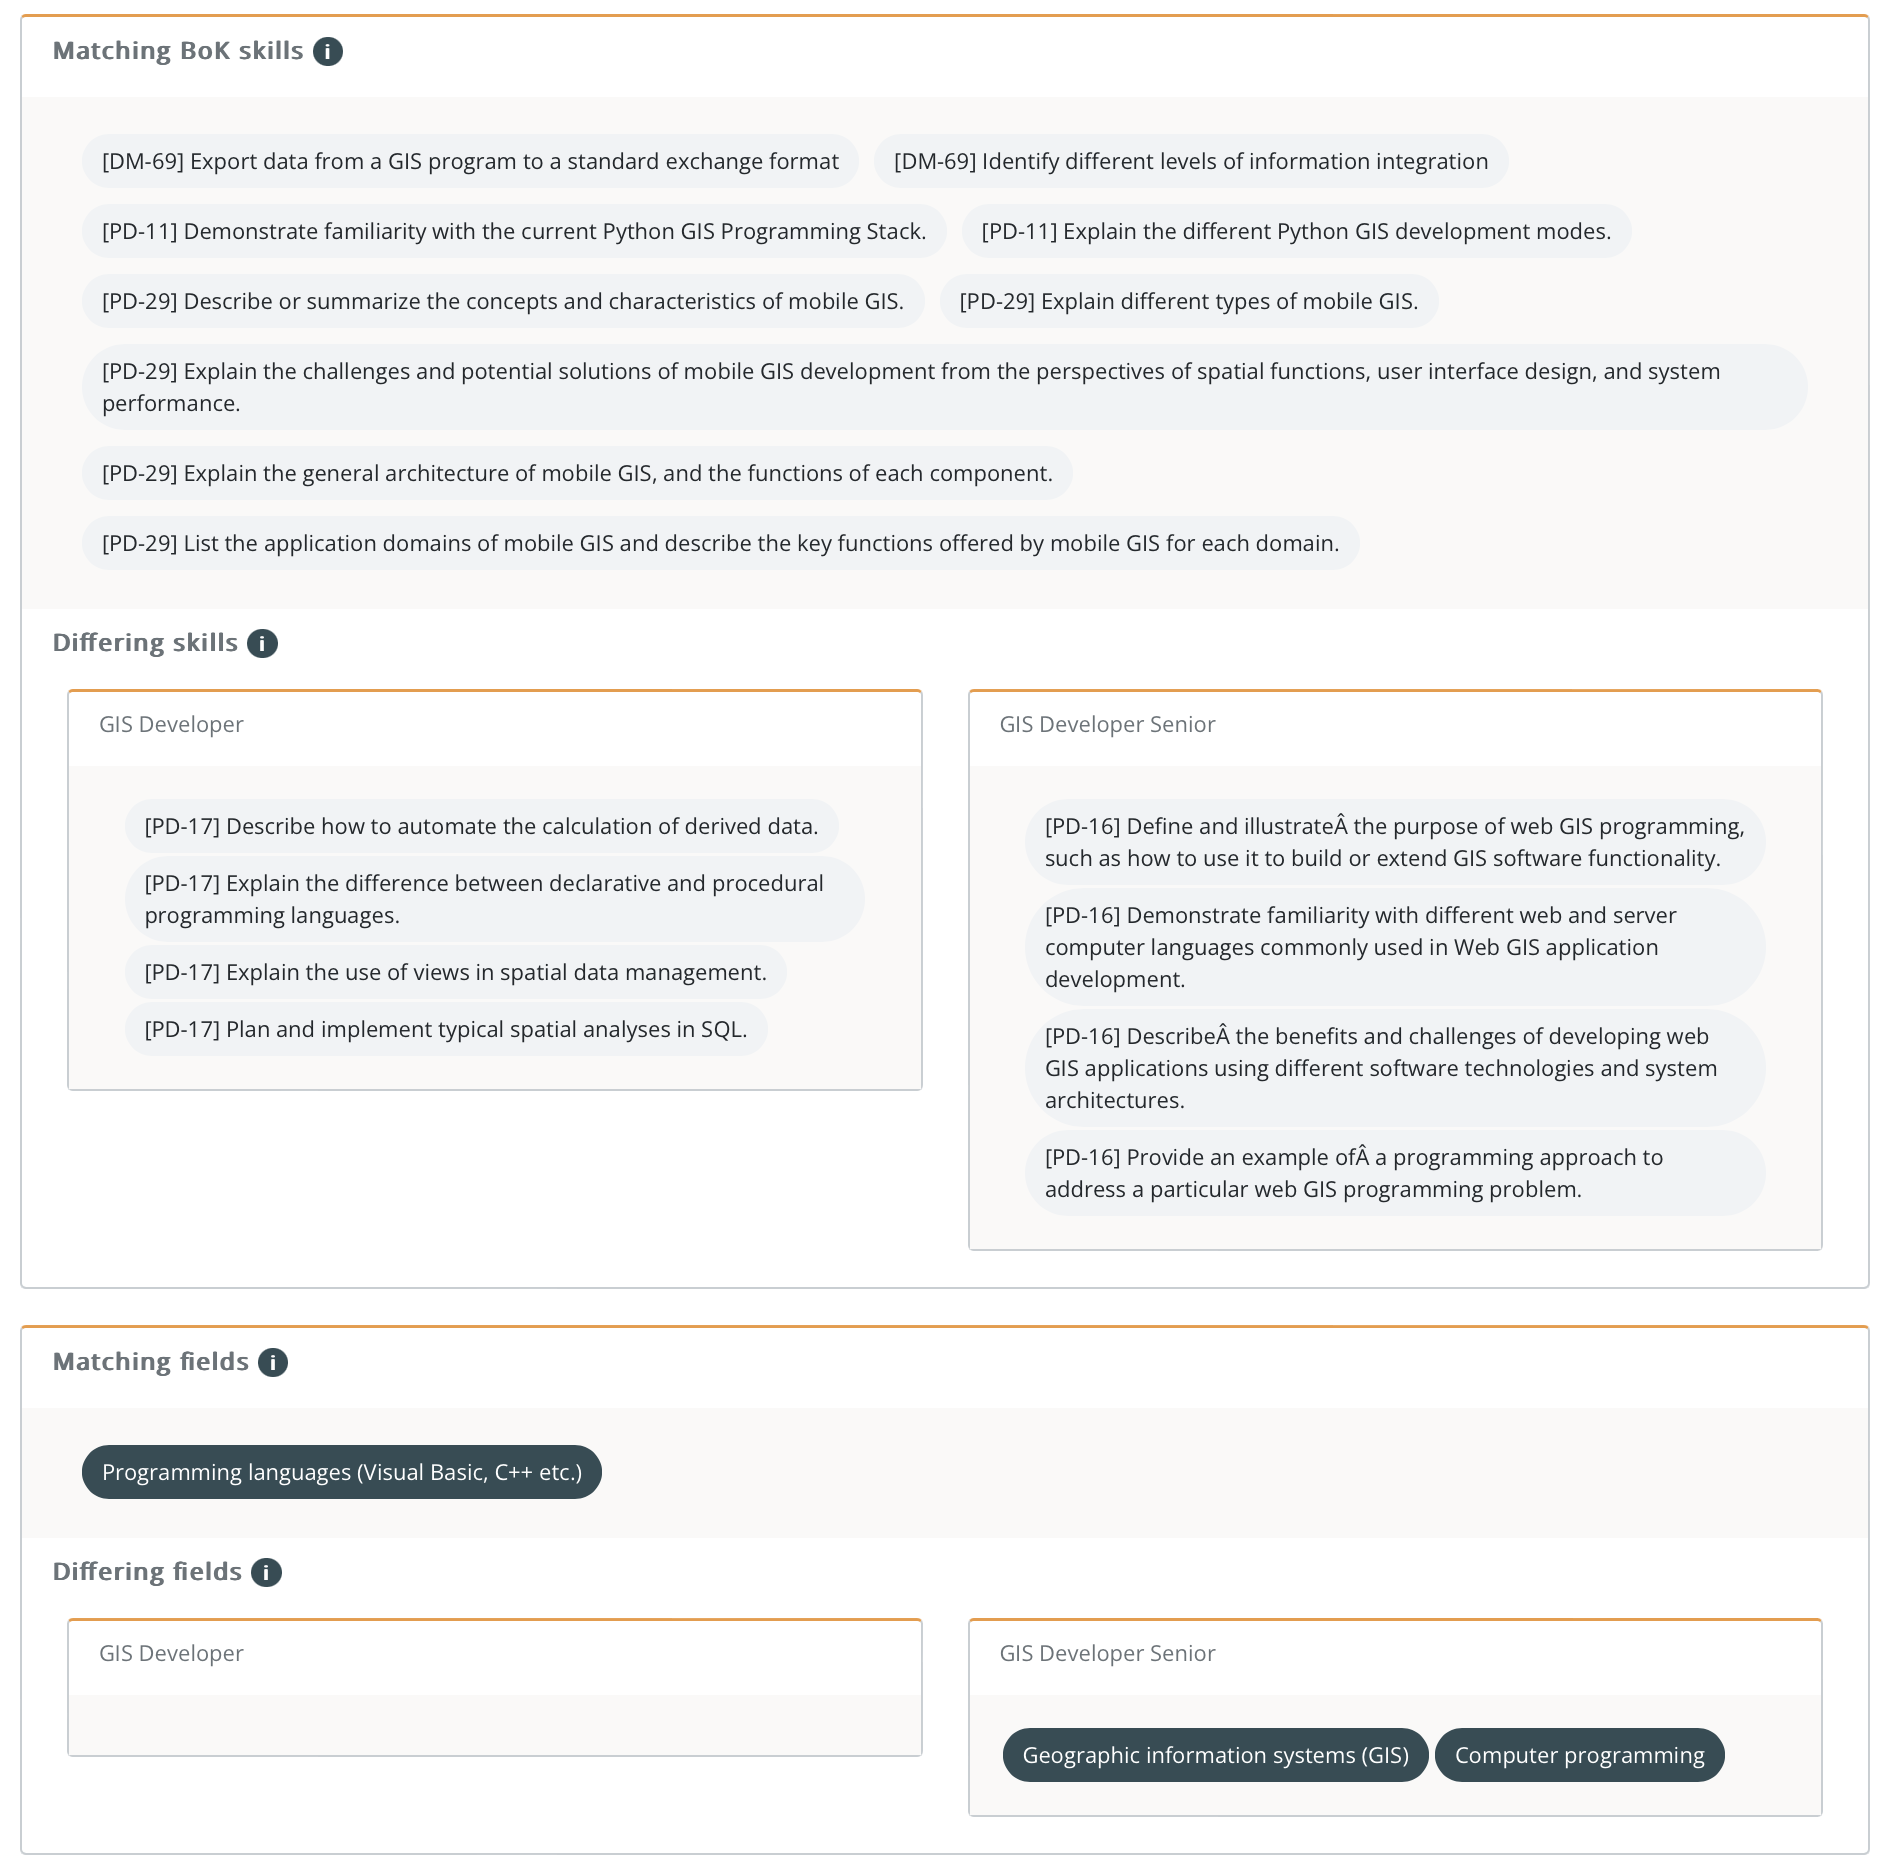 Matching BoK skills i
[DM-69] Export data from a GIS program to a standard exchange format [DM-69] Identify different levels of information integration
[PD-11] Demonstrate familiarity with the current Python GIS Programming Stack. [PD-11] Explain the different Python GIS development modes.
[PD-29] Describe or summarize the concepts and characteristics of mobile GIS. [PD-29] Explain different types of mobile GIS.
[PD-29] Explain the challenges and potential solutions of mobile GIS development from the perspectives of spatial functions, user interface design, and system
performance.
[PD-29] Explain the general architecture of mobile GIS, and the functions of each component.
[PD-29] List the application domains of mobile GIS and describe the key functions offered by mobile GIS for each domain.
Differing skills i
GIS Developer
[PD-17] Describe how to automate the calculation of derived data.
[PD-17] Explain the difference between declarative and procedural
programming languages.
[PD-17] Explain the use of views in spatial data management.
[PD-17] Plan and implement typical spatial analyses in SQL.
GIS Developer Senior
[PD-16] Define and illustrateÂ the purpose of web GIS programming,
such as how to use it to build or extend GIS software functionality.
[PD-16] Demonstrate familiarity with different web and server
computer languages commonly used in Web GIS application
development.
[PD-16] DescribeÂ the benefits and challenges of developing web
GIS applications using different software technologies and system
architectures.
[PD-16] Provide an example ofÂ a programming approach to
address a particular web GIS programming problem.
Matching fields i
Programming languages (Visual Basic, C++ etc.)
Differing fields i
GIS Developer
GIS Developer Senior
Geographic information systems (GIS) Computer programming